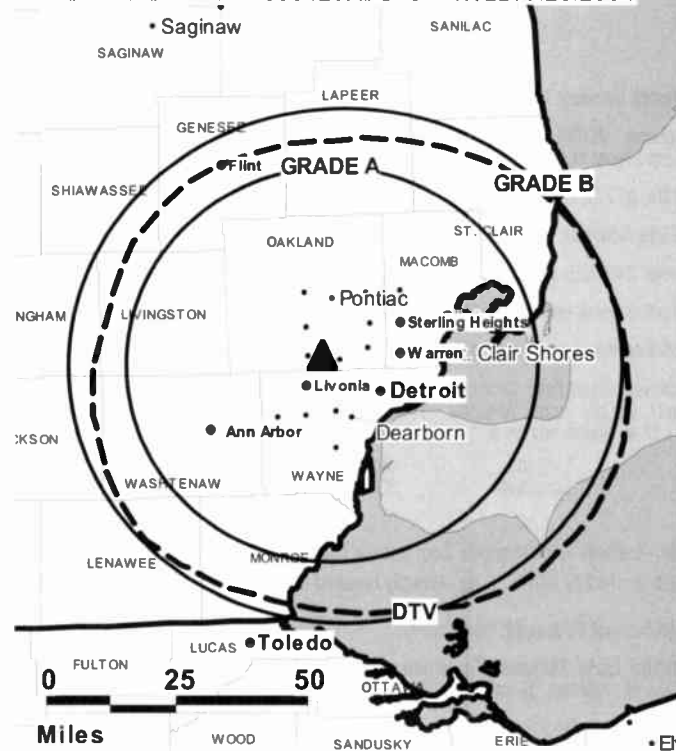 Saginaw
SANILAC
SAGINAW
LAPEER
GENESEE
Flint
GRADE A
GRADE B
SHIAWASSEE
ST. CLAIR
OAKLAND
MACOMB
Pontiac
NGHAM
LIVINGSTON
Sterling Heights
Warren
Clair Shores
Livonia
Detroit
Ann Arbor
Dearborn
CKSON
WAYNE
WASHTENAW
MONROE
LENAWEE
DTV
LUCAS
Toledo
FULTON
0 25 50
OTTAWA
Miles
WOOD
SANDUSKY
ERIE